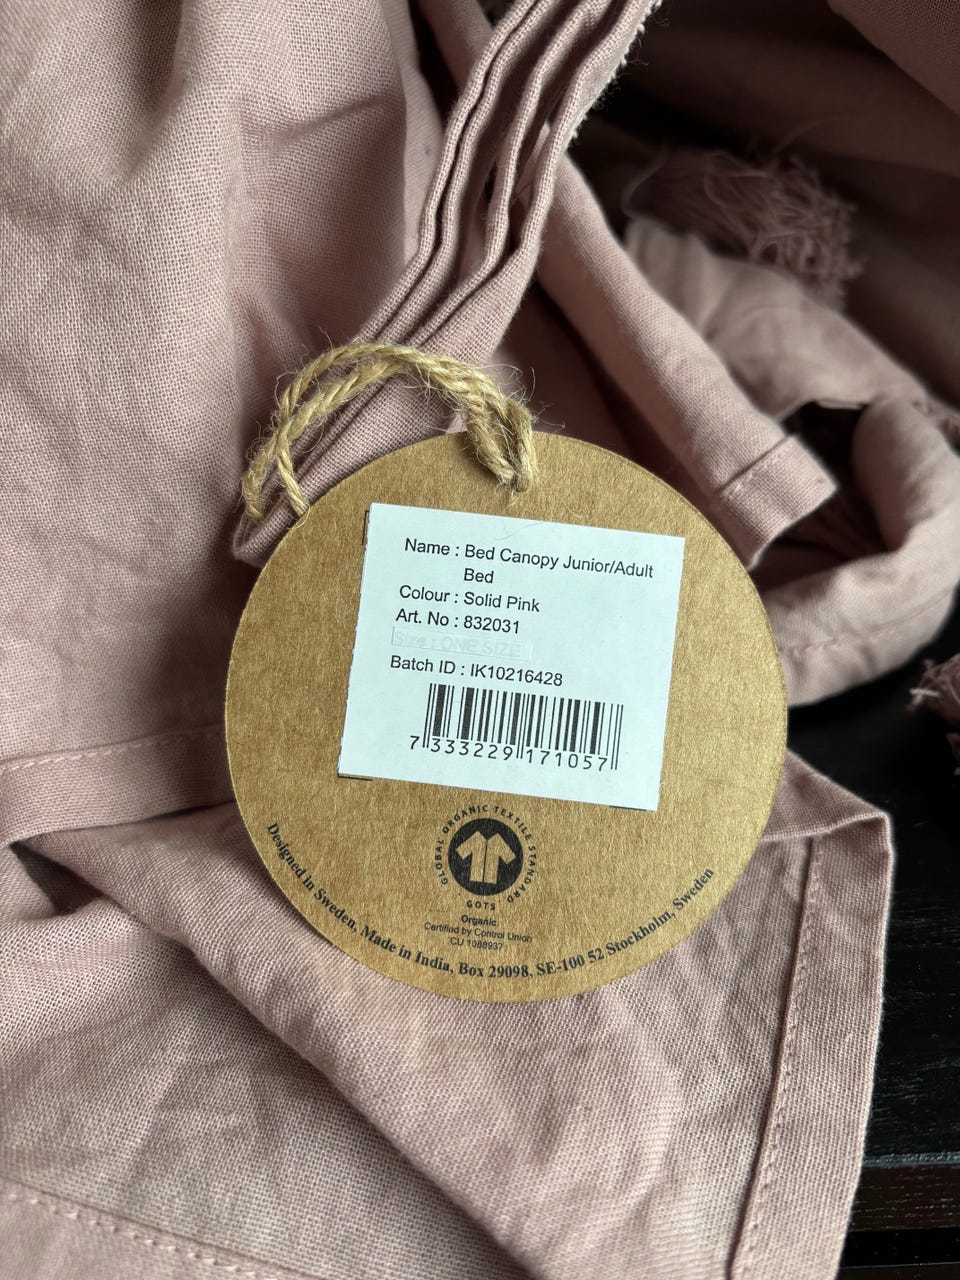 Name : Bed Canopy Junior/Adult
Bed
Colour : Solid Pink
Art. No : 832031
Size : ONE SIZE
Batch ID : IK10216428
7 333229 171057
GLOBAL ORGANIC TEXTILE STANDARD
GOTS
Organic
Certified by Control Union
CU 1088937
Designed in Sweden, Made in India, Box 29098, SE-100 52 Stockholm, Sweden